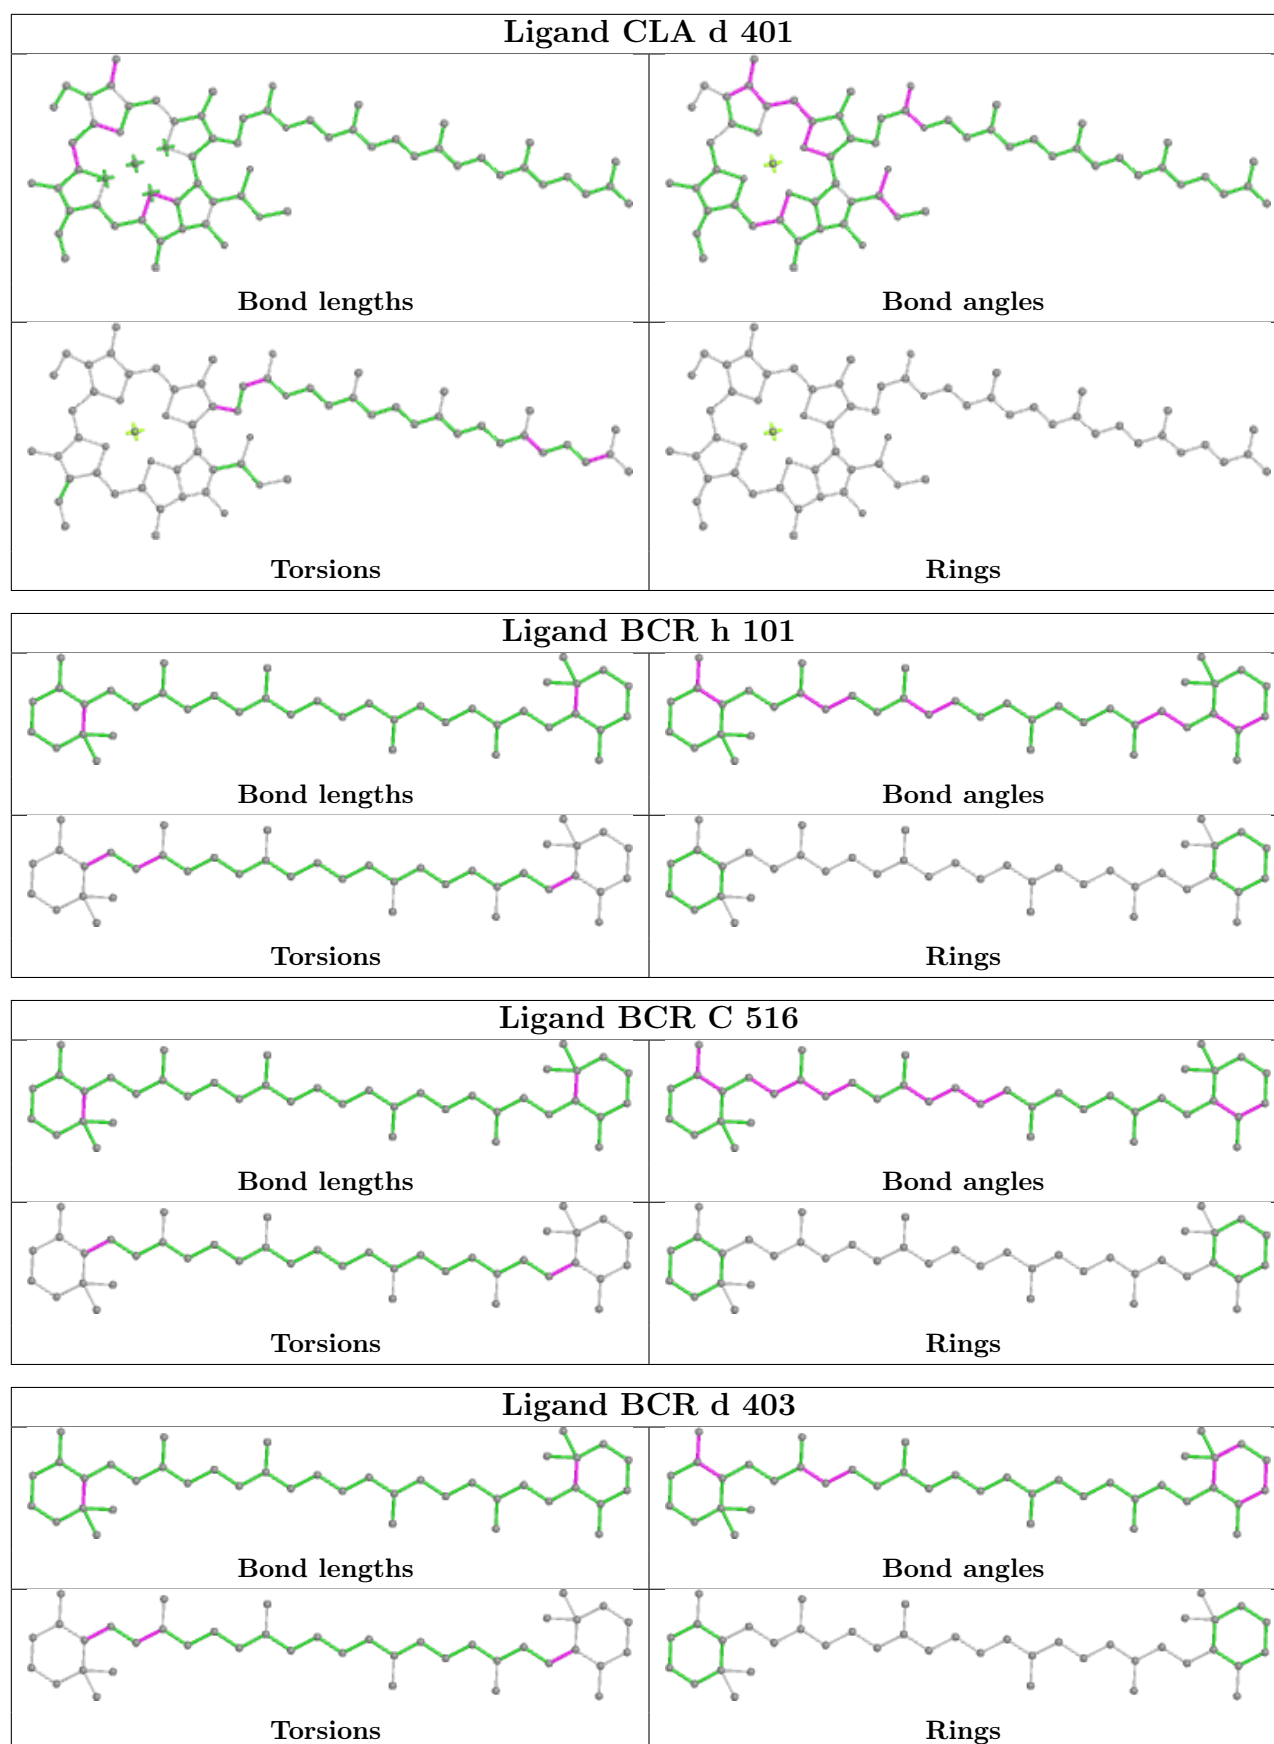 Ligand CLA d 401
Bond lengths
Bond angles
Torsions
Rings
Ligand BCR h 101
Bond lengths
Bond angles
Torsions
Rings
Ligand BCR C 516
Bond lengths
Bond angles
Torsions
Rings
Ligand BCR d 403
Bond lengths
Bond angles
Torsions
Rings